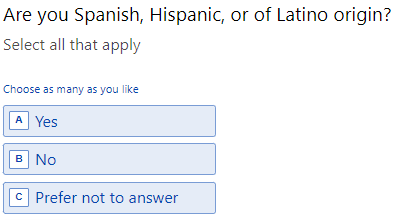 Are you Spanish, Hispanic, or of Latino origin?
Select all that apply
Choose as many as you like
A Yes
B No
C Prefer not to answer